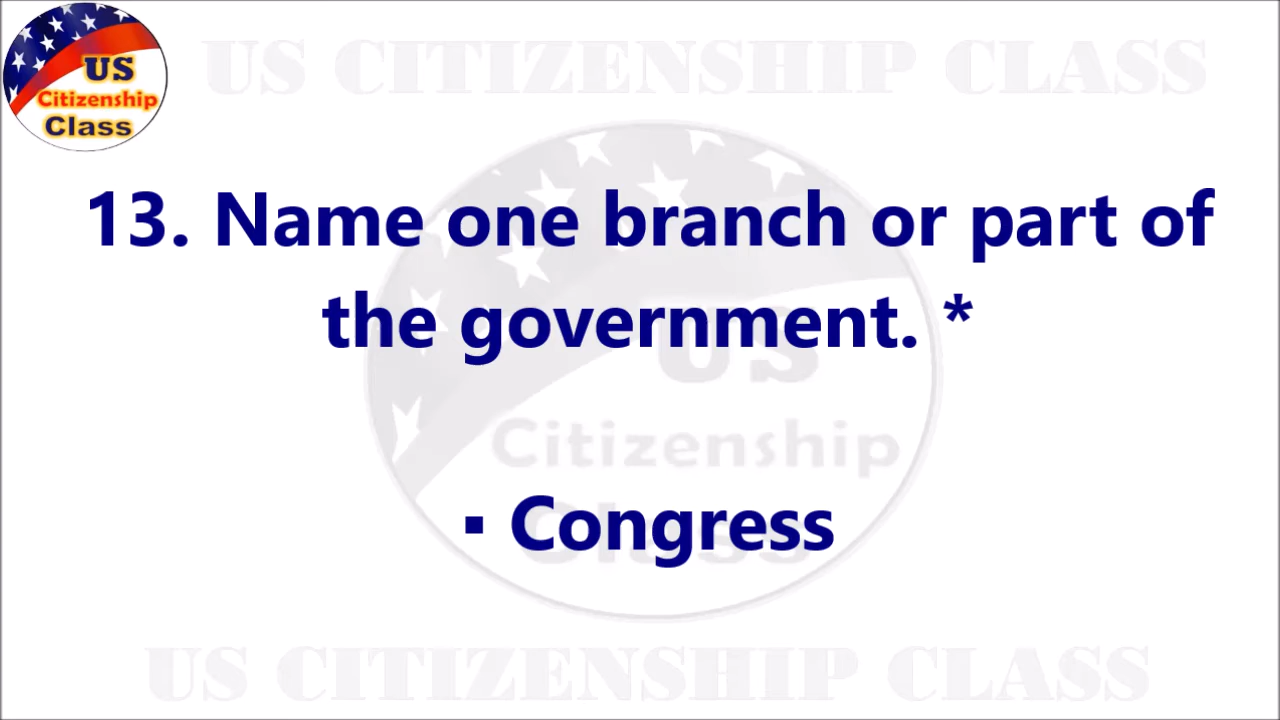 US
Citizenship
Class
US CITIZENSHIP CLASS
13. Name one branch or part of
the government. *
US
Citizenship
Class
▪ Congress
US CITIZENSHIP CLASS